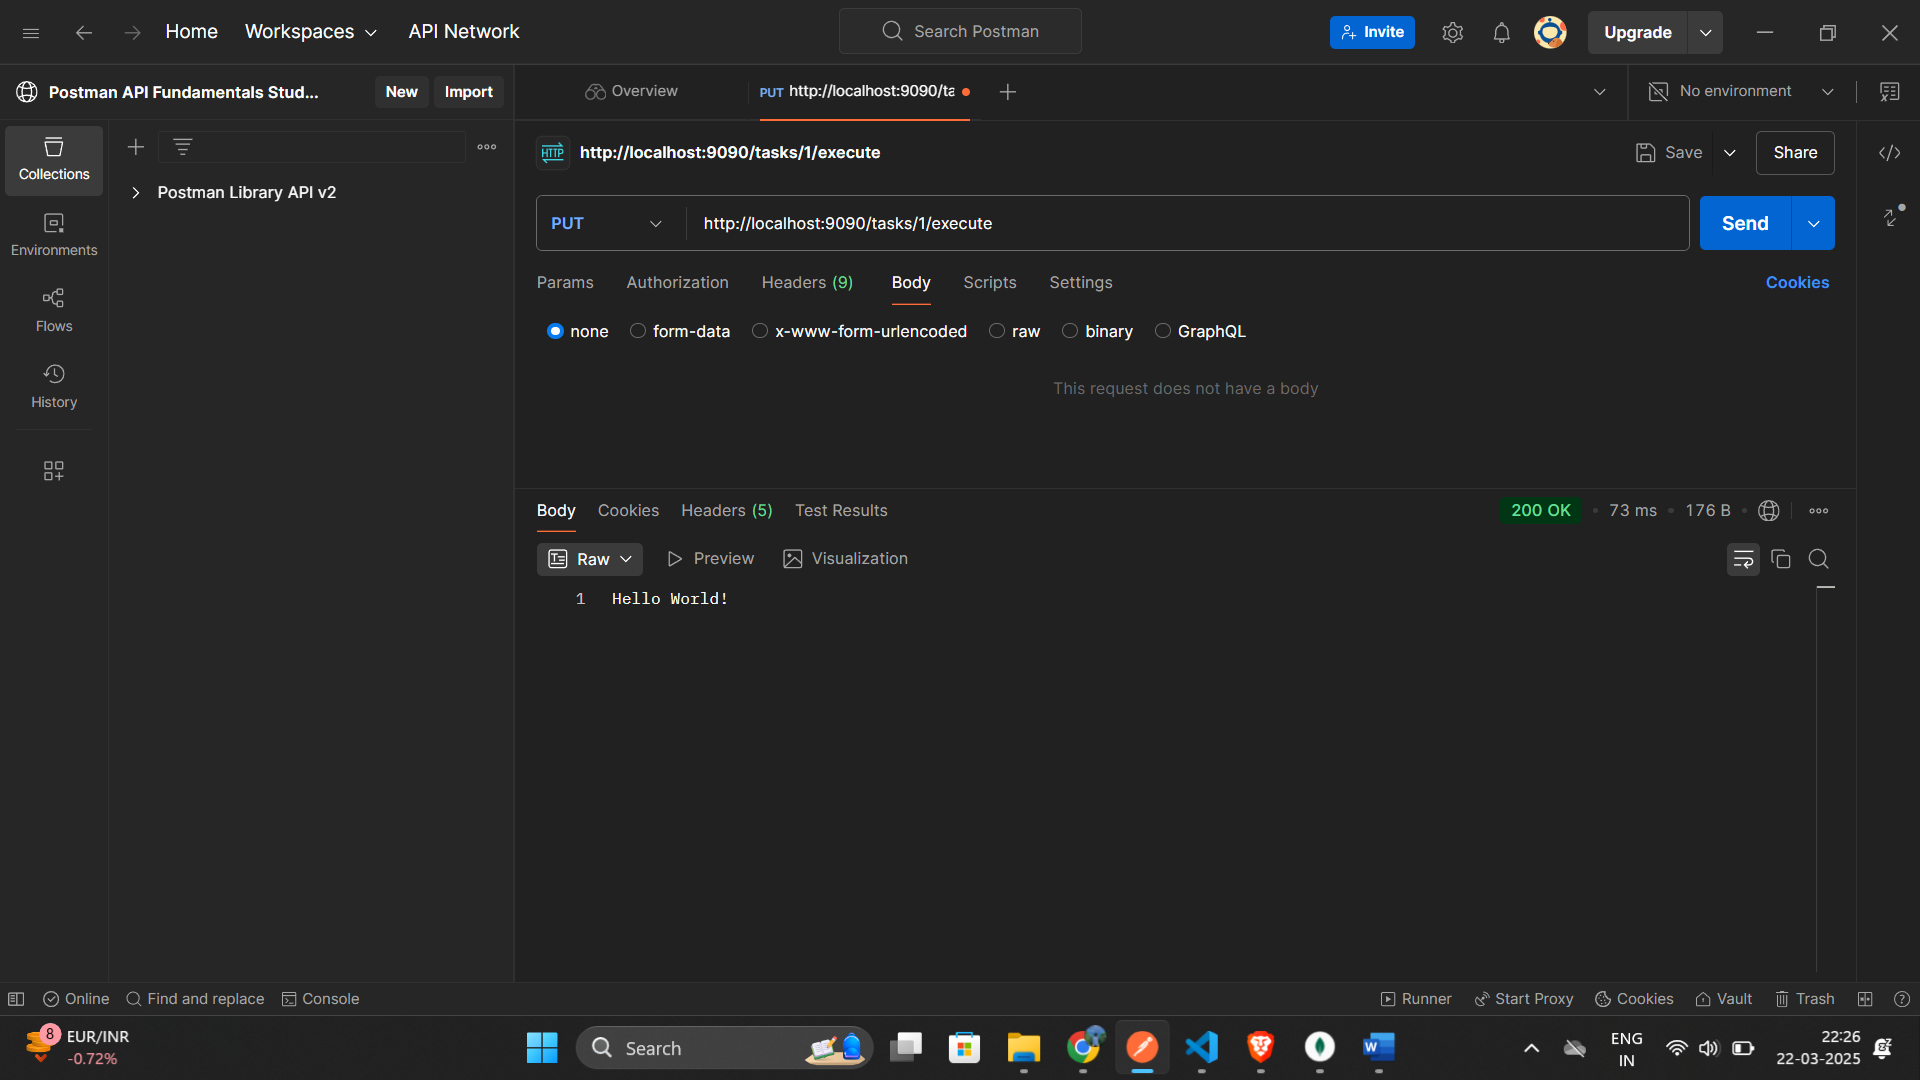 Home Workspaces API Network Search Postman Invite Upgrade
Postman API Fundamentals Stud... New Import Overview PUT http://localhost:9090/ta No environment
Collections
Postman Library API v2
Environments
Flows
History
HTTP http://localhost:9090/tasks/1/execute Save Share
PUT http://localhost:9090/tasks/1/execute Send
Params Authorization Headers (9) Body Scripts Settings Cookies
none form-data x-www-form-urlencoded raw binary GraphQL
This request does not have a body
Body Cookies Headers (5) Test Results 200 OK • 73 ms • 176 B •
Raw Preview Visualization
1 Hello World!
Online Find and replace Console Runner Start Proxy Cookies Vault Trash
8 EUR/INR
-0.72%
Search
ENG
IN
22:26
22-03-2025